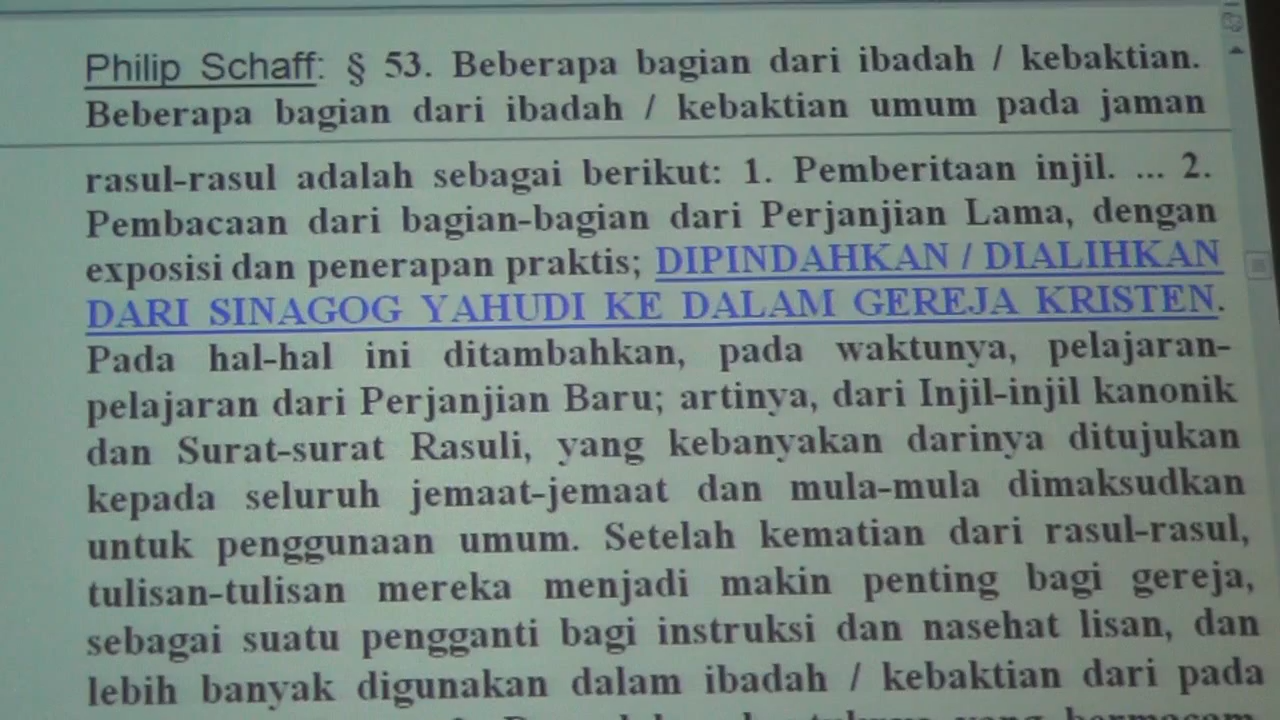 Philip Schaff: § 53. Beberapa bagian dari ibadah / kebaktian.
Beberapa bagian dari ibadah / kebaktian umum pada jaman
rasul-rasul adalah sebagai berikut: 1. Pemberitaan injil. ... 2.
Pembacaan dari bagian-bagian dari Perjanjian Lama, dengan
exposisi dan penerapan praktis; DIPINDAHKAN / DIALIHKAN
DARI SINAGOG YAHUDI KE DALAM GEREJA KRISTEN.
Pada hal-hal ini ditambahkan, pada waktunya, pelajaran-
pelajaran dari Perjanjian Baru; artinya, dari Injil-injil kanonik
dan Surat-surat Rasuli, yang kebanyakan darinya ditujukan
kepada seluruh jemaat-jemaat dan mula-mula dimaksudkan
untuk penggunaan umum. Setelah kematian dari rasul-rasul,
tulisan-tulisan mereka menjadi makin penting bagi gereja,
sebagai suatu pengganti bagi instruksi dan nasehat lisan, dan
lebih banyak digunakan dalam ibadah / kebaktian dari pada